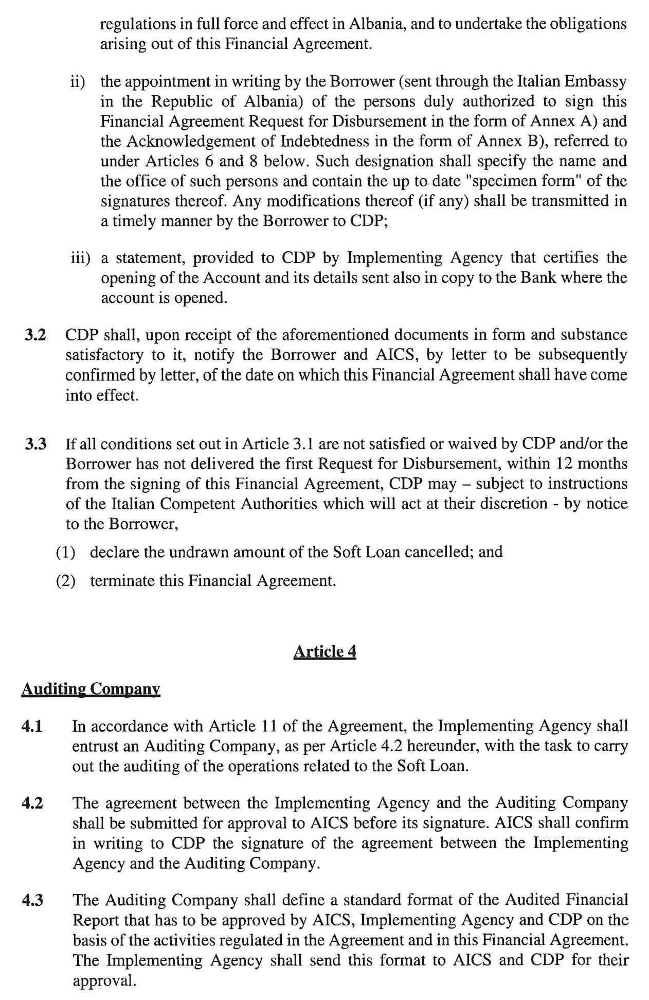 regulations in full force and effect in Albania, and to undertake the obligations
arising out of this Financial Agreement.
ii) the appointment in writing by the Borrower (sent through the Italian Embassy
in the Republic of Albania) of the persons duly authorized to sign this
Financial Agreement Request for Disbursement in the form of Annex A) and
the Acknowledgement of Indebtedness in the form of Annex B), referred to
under Articles 6 and 8 below. Such designation shall specify the name and
the office of such persons and contain the up to date "specimen form" of the
signatures thereof. Any modifications thereof (if any) shall be transmitted in
a timely manner by the Borrower to CDP;
iii) a statement, provided to CDP by Implementing Agency that certifies the
opening of the Account and its details sent also in copy to the Bank where the
account is opened.
3.2 CDP shall, upon receipt of the aforementioned documents in form and substance
satisfactory to it, notify the Borrower and AICS, by letter to be subsequently
confirmed by letter, of the date on which this Financial Agreement shall have come
into effect.
3.3 If all conditions set out in Article 3.1 are not satisfied or waived by CDP and/or the
Borrower has not delivered the first Request for Disbursement, within 12 months
from the signing of this Financial Agreement, CDP may – subject to instructions
of the Italian Competent Authorities which will act at their discretion - by notice
to the Borrower,
(1) declare the undrawn amount of the Soft Loan cancelled; and
(2) terminate this Financial Agreement.
Article 4
Auditing Company
4.1 In accordance with Article 11 of the Agreement, the Implementing Agency shall
entrust an Auditing Company, as per Article 4.2 hereunder, with the task to carry
out the auditing of the operations related to the Soft Loan.
4.2 The agreement between the Implementing Agency and the Auditing Company
shall be submitted for approval to AICS before its signature. AICS shall confirm
in writing to CDP the signature of the agreement between the Implementing
Agency and the Auditing Company.
4.3 The Auditing Company shall define a standard format of the Audited Financial
Report that has to be approved by AICS, Implementing Agency and CDP on the
basis of the activities regulated in the Agreement and in this Financial Agreement.
The Implementing Agency shall send this format to AICS and CDP for their
approval.